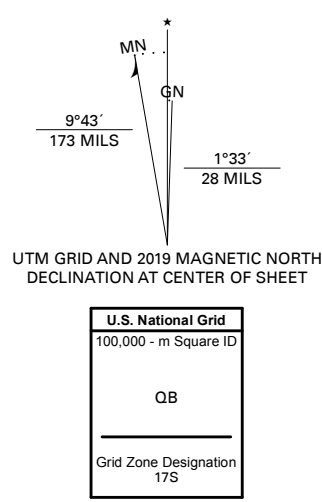 ★
MN
GN
9°43´
173 MILS
1°33´
28 MILS
UTM GRID AND 2019 MAGNETIC NORTH
DECLINATION AT CENTER OF SHEET
U.S. National Grid
100,000 - m Square ID
QB
Grid Zone Designation
17S